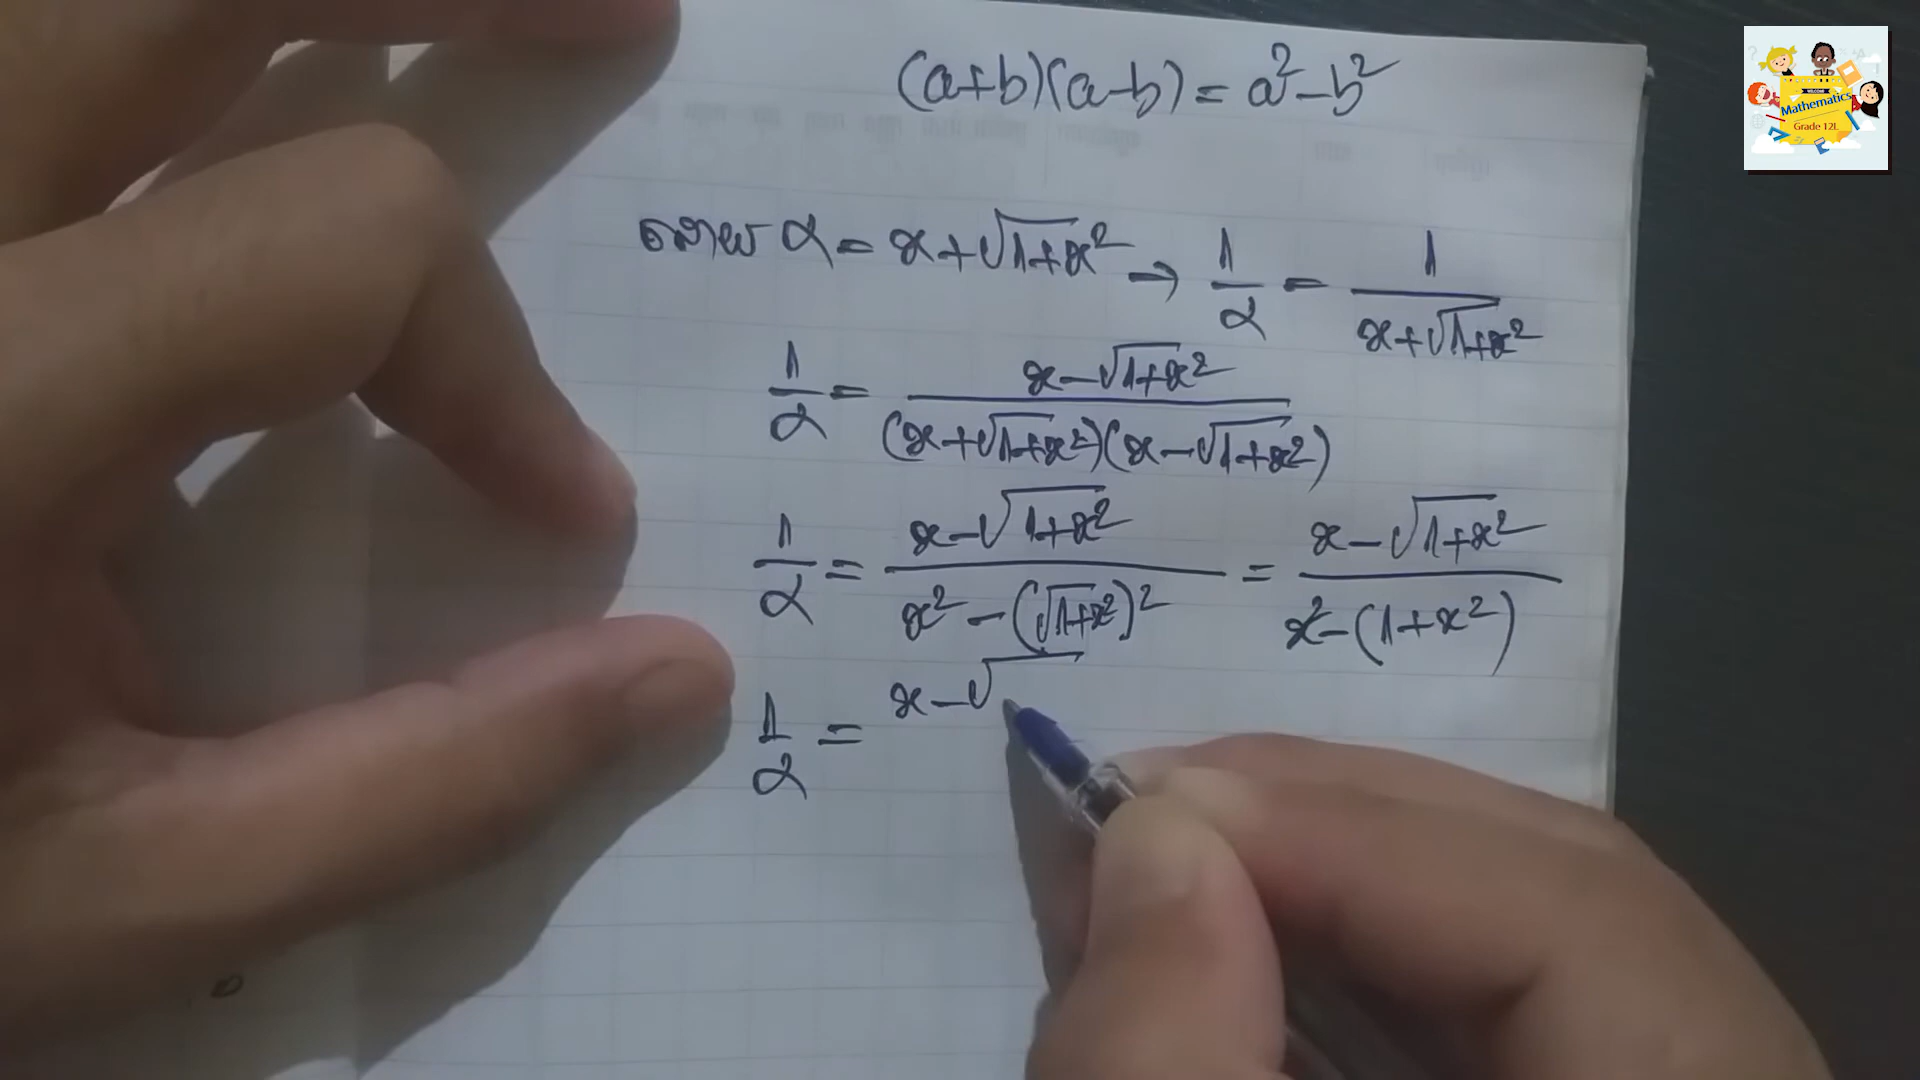 (a+b)(a-b) = a² - b²
α = x + √(1+x²) → 1/α = 1/(x+√(1+x²))
1/α = (x-√(1+x²))/((x+√(1+x²))(x-√(1+x²)))
1/α = (x-√(1+x²))/(x² - (√(1+x²))²) = (x-√(1+x²))/(x² - (1+x²))
1/α = x-√
WELCOME
Mathematics
Grade 12L